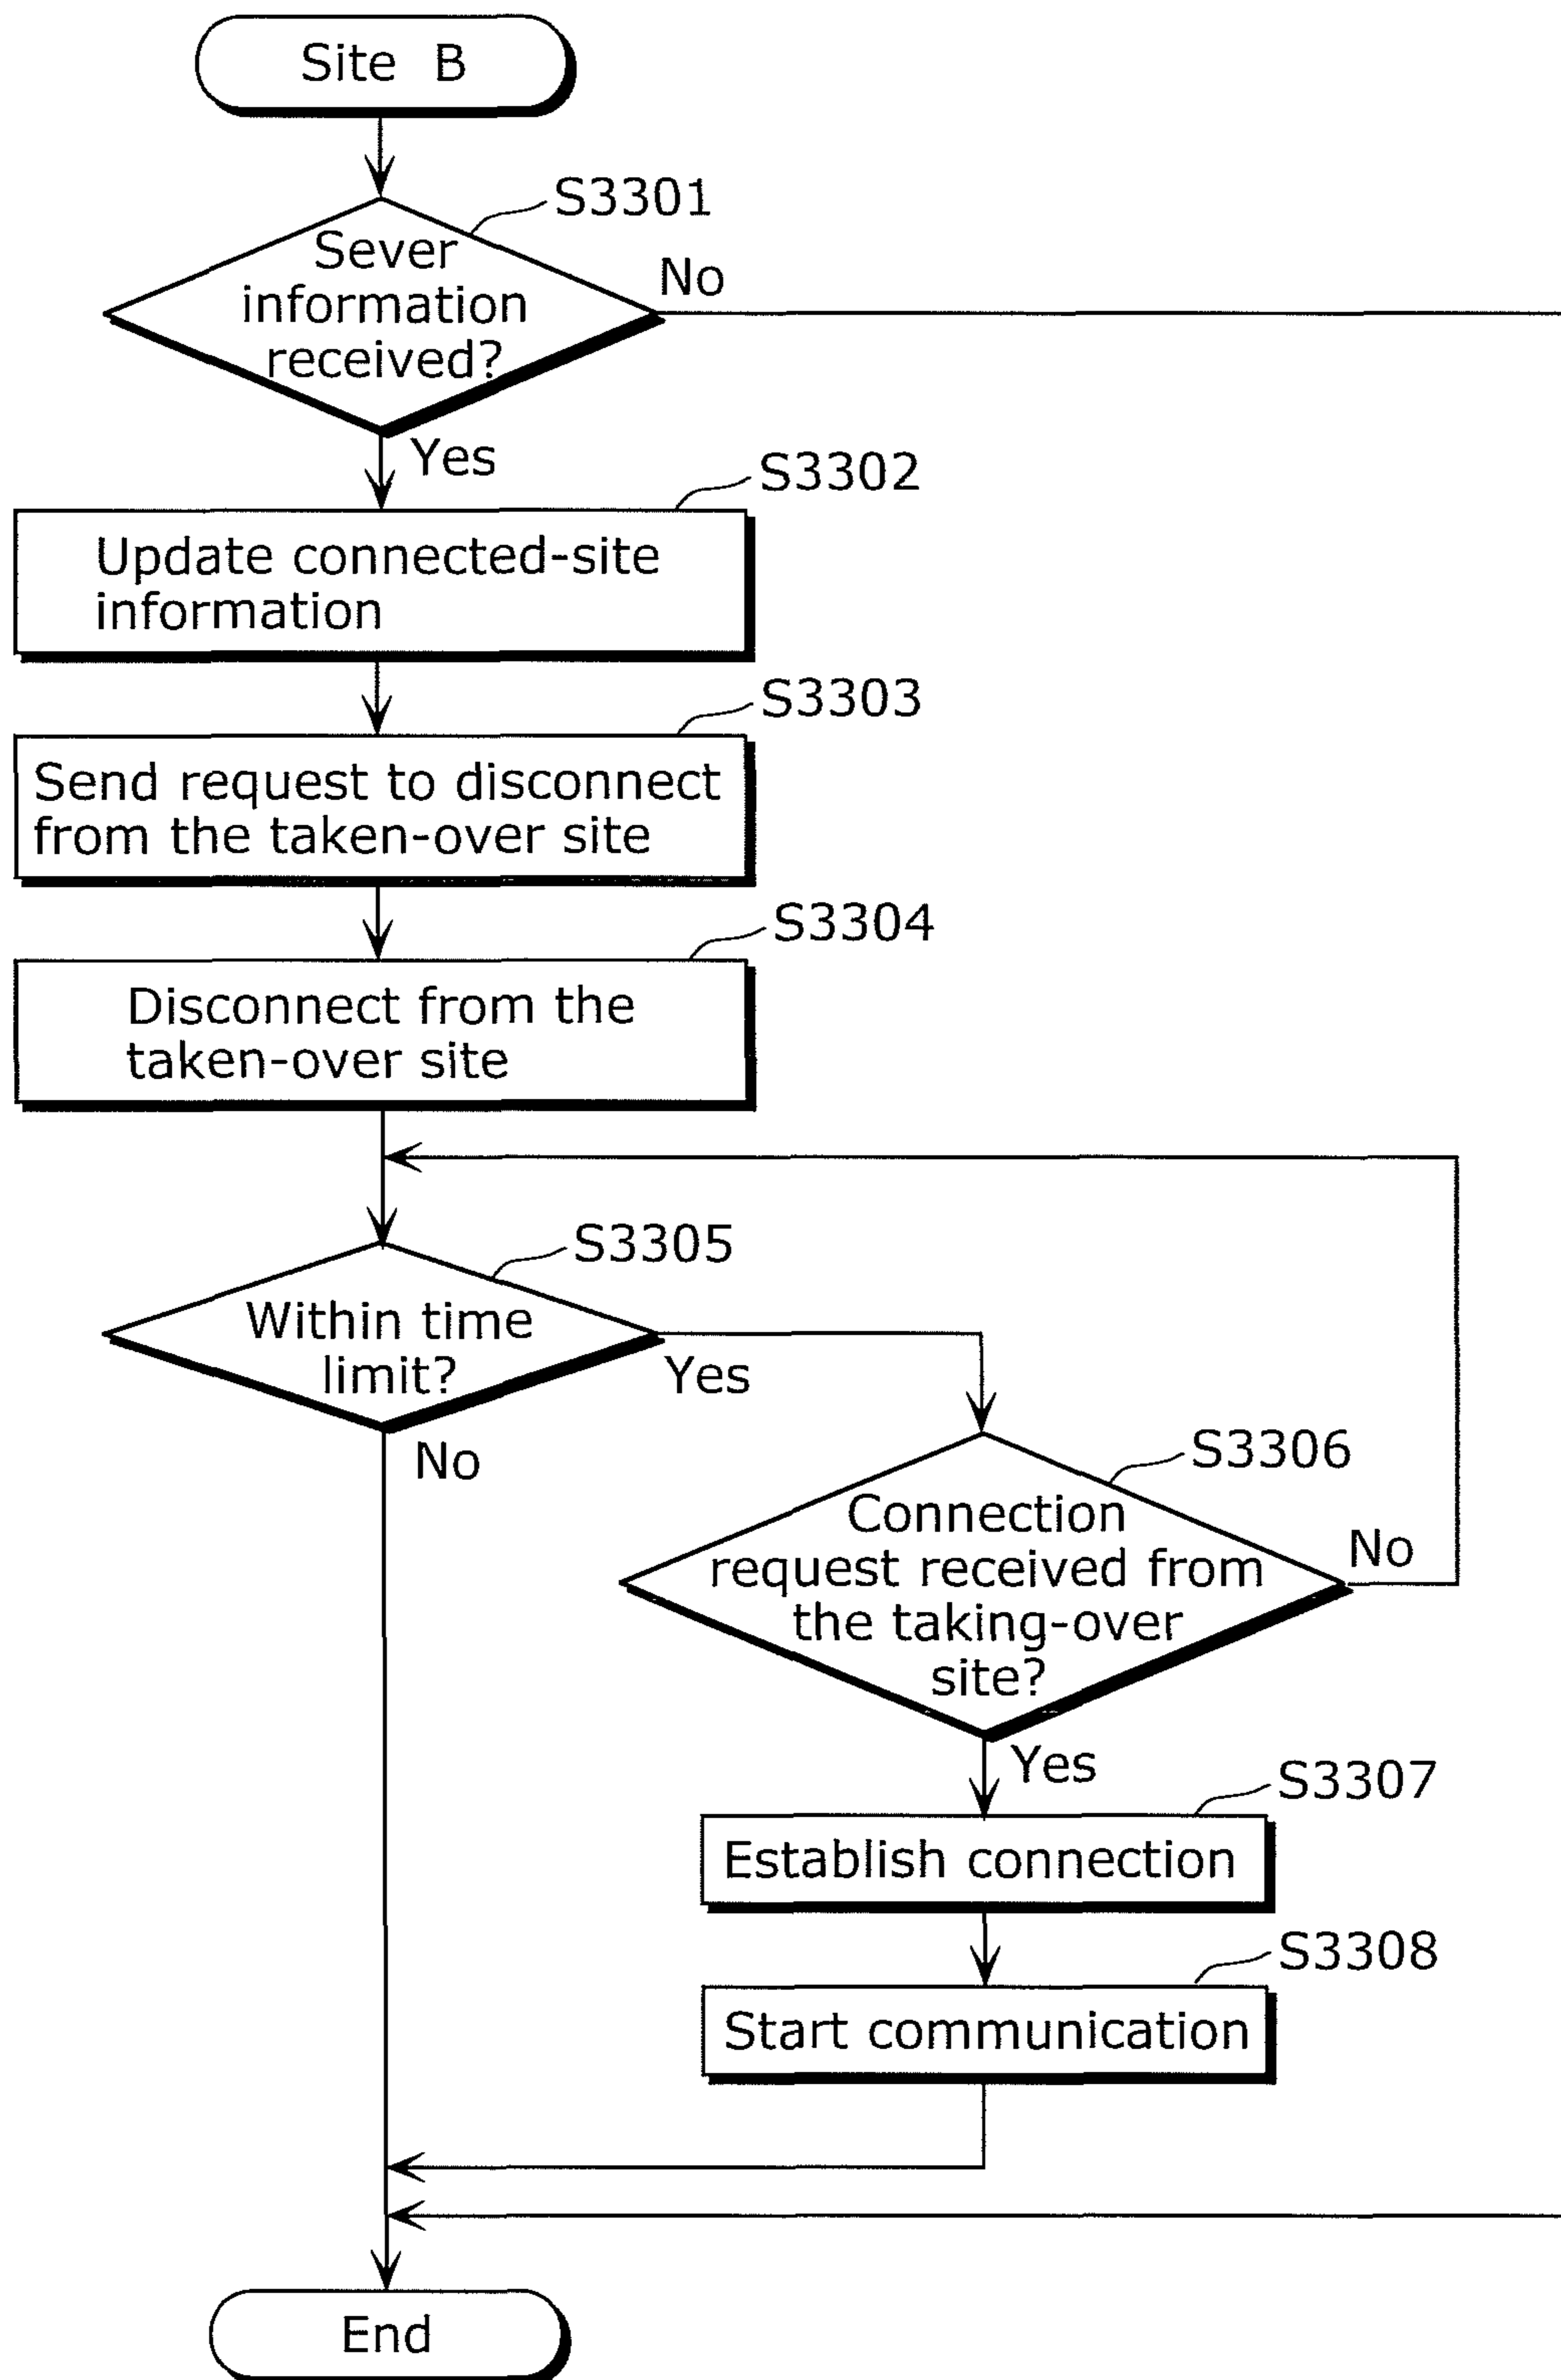 Site B
S3301
Sever
information
received?
No
Yes
S3302
Update connected-site
information
S3303
Send request to disconnect
from the taken-over site
S3304
Disconnect from the
taken-over site
S3305
Within time
limit?
Yes
No
S3306
Connection
request received from
the taking-over
site?
No
Yes
S3307
Establish connection
S3308
Start communication
End